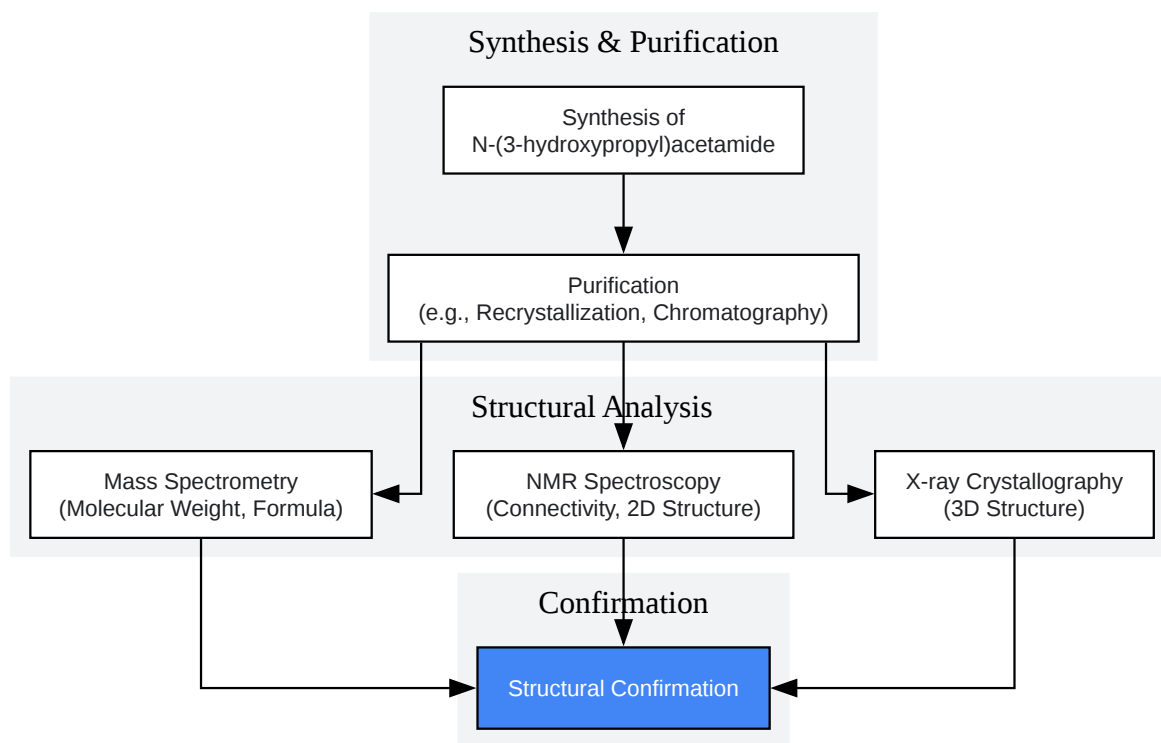 Synthesis & Purification
Synthesis of
N-(3-hydroxypropyl)acetamide
Purification
(e.g., Recrystallization, Chromatography)
Structural Analysis
Mass Spectrometry
(Molecular Weight, Formula)
NMR Spectroscopy
(Connectivity, 2D Structure)
X-ray Crystallography
(3D Structure)
Confirmation
Structural Confirmation